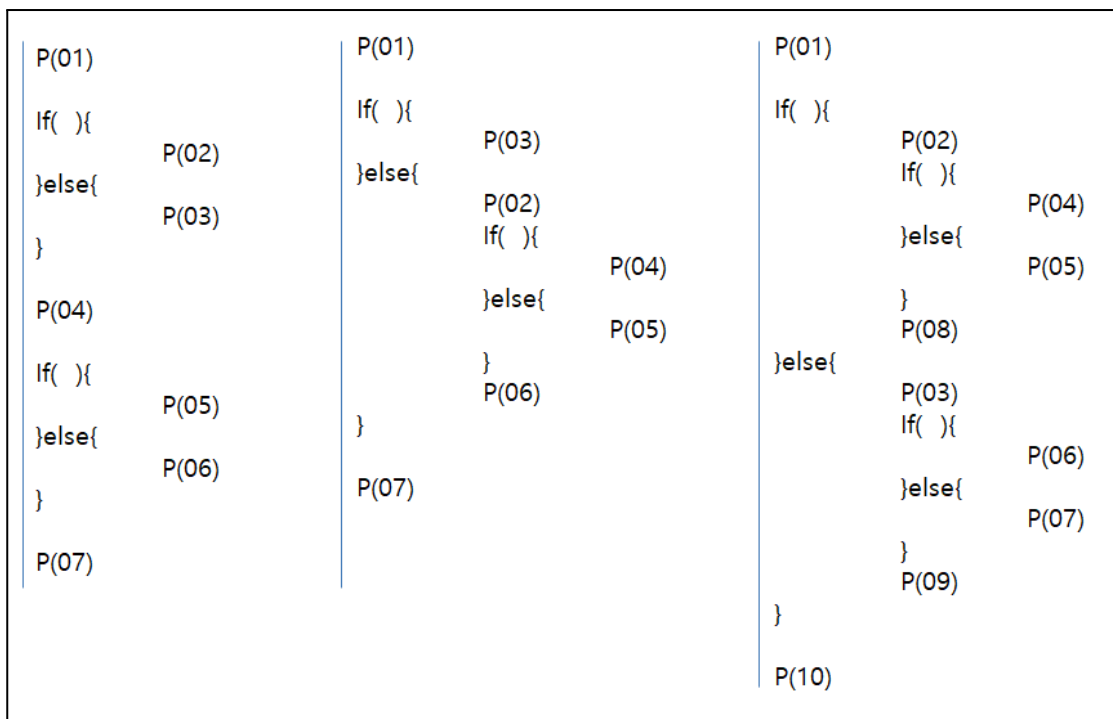 P(01)
If(  ){
P(02)
}else{
P(03)
}
P(04)
If(  ){
P(05)
}else{
P(06)
}
P(07)
P(01)
If(  ){
P(03)
}else{
P(02)
If(  ){
P(04)
}else{
P(05)
}
P(06)
}
P(07)
P(01)
If(  ){
P(02)
If(  ){
P(04)
}else{
P(05)
}
P(08)
}else{
P(03)
If(  ){
P(06)
}else{
P(07)
}
P(09)
}
P(10)